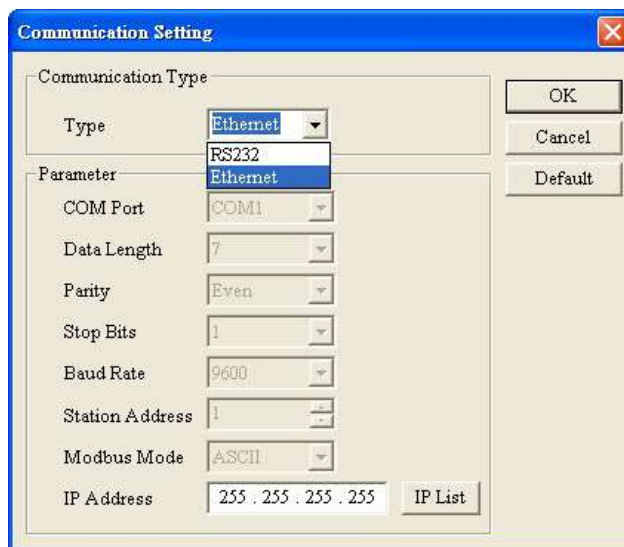 Communication Setting
Communication Type
Type Ethernet
RS232
Ethernet
OK
Cancel
Default
Parameter
COM Port COM1
Data Length 7
Parity Even
Stop Bits 1
Baud Rate 9600
Station Address 1
Modbus Mode ASCII
IP Address 255 . 255 . 255 . 255 IP List